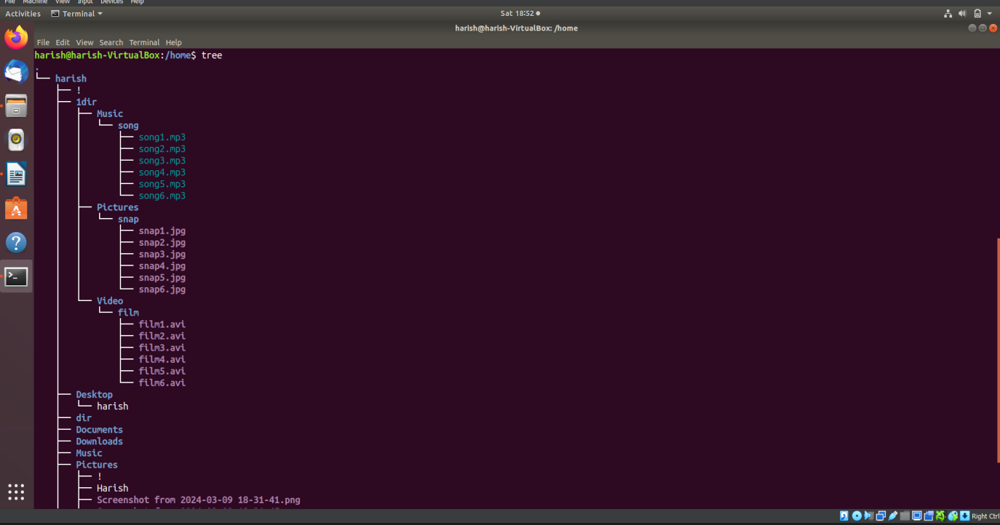 File Machine View Input Devices Help
Activities Terminal Sat 18:52
harish@harish-VirtualBox: /home
File Edit View Search Terminal Help
harish@harish-VirtualBox:/home$ tree
.
└── harish
    ├── !
    ├── 1dir
    │   ├── Music
    │   │   └── song
    │   │       ├── song1.mp3
    │   │       ├── song2.mp3
    │   │       ├── song3.mp3
    │   │       ├── song4.mp3
    │   │       ├── song5.mp3
    │   │       └── song6.mp3
    │   ├── Pictures
    │   │   └── snap
    │   │       ├── snap1.jpg
    │   │       ├── snap2.jpg
    │   │       ├── snap3.jpg
    │   │       ├── snap4.jpg
    │   │       ├── snap5.jpg
    │   │       └── snap6.jpg
    │   └── Video
    │       └── film
    │           ├── film1.avi
    │           ├── film2.avi
    │           ├── film3.avi
    │           ├── film4.avi
    │           ├── film5.avi
    │           └── film6.avi
    ├── Desktop
    │   └── harish
    ├── dir
    ├── Documents
    ├── Downloads
    ├── Music
    ├── Pictures
    │   ├── !
    │   ├── Harish
    │   ├── Screenshot from 2024-03-09 18-31-41.png
Right Ctrl